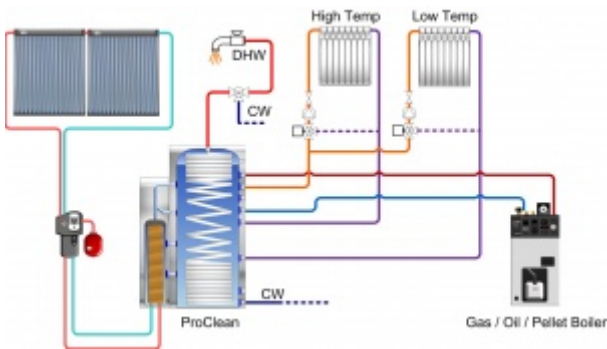 High Temp
Low Temp
DHW
CW
CW
ProClean
Gas / Oil / Pellet Boiler